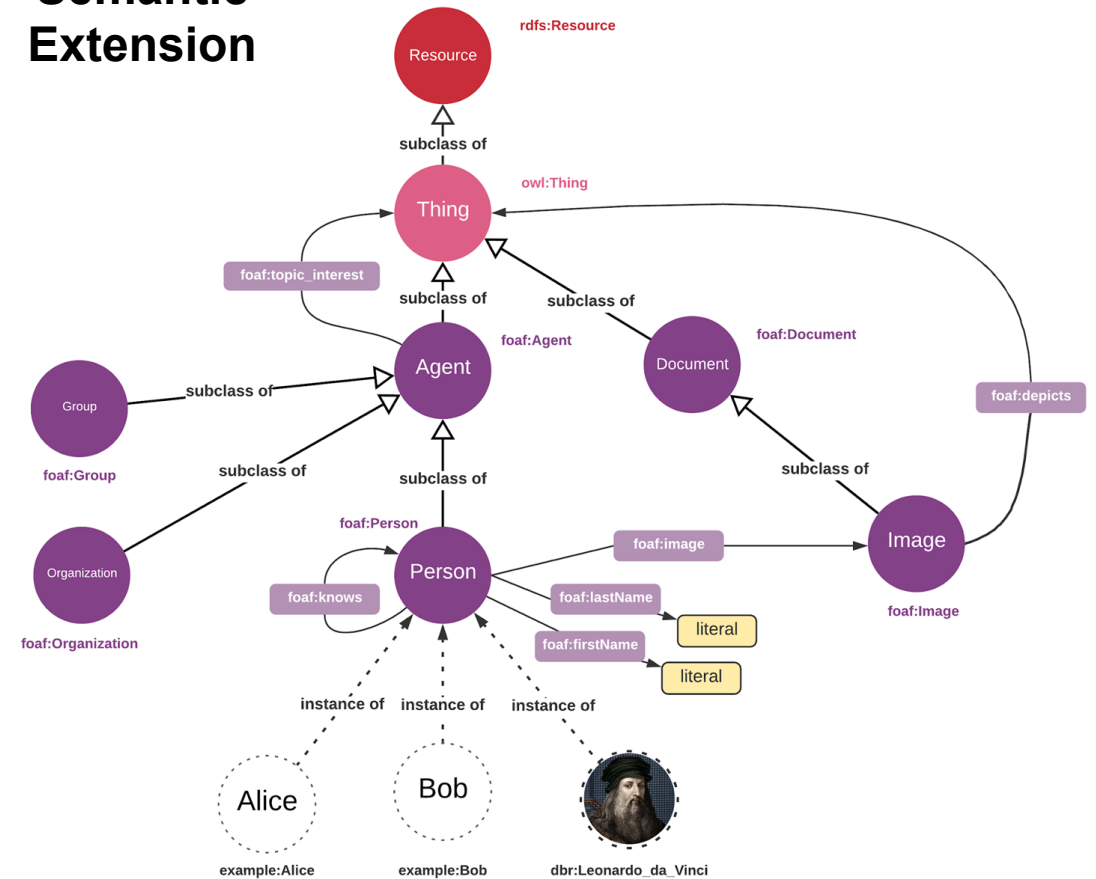 Semantic
Extension
rdfs:Resource
Resource
subclass of
owl:Thing
Thing
foaf:topic_interest
subclass of
subclass of
foaf:Agent
foaf:Document
Agent
Document
foaf:depicts
Group
subclass of
foaf:Group
subclass of
subclass of
subclass of
foaf:Person
foaf:image
Image
Organization
Person
foaf:knows
foaf:lastName
foaf:Image
literal
foaf:Organization
foaf:firstName
literal
instance of
instance of
instance of
Alice
Bob
example:Alice
example:Bob
dbr:Leonardo_da_Vinci